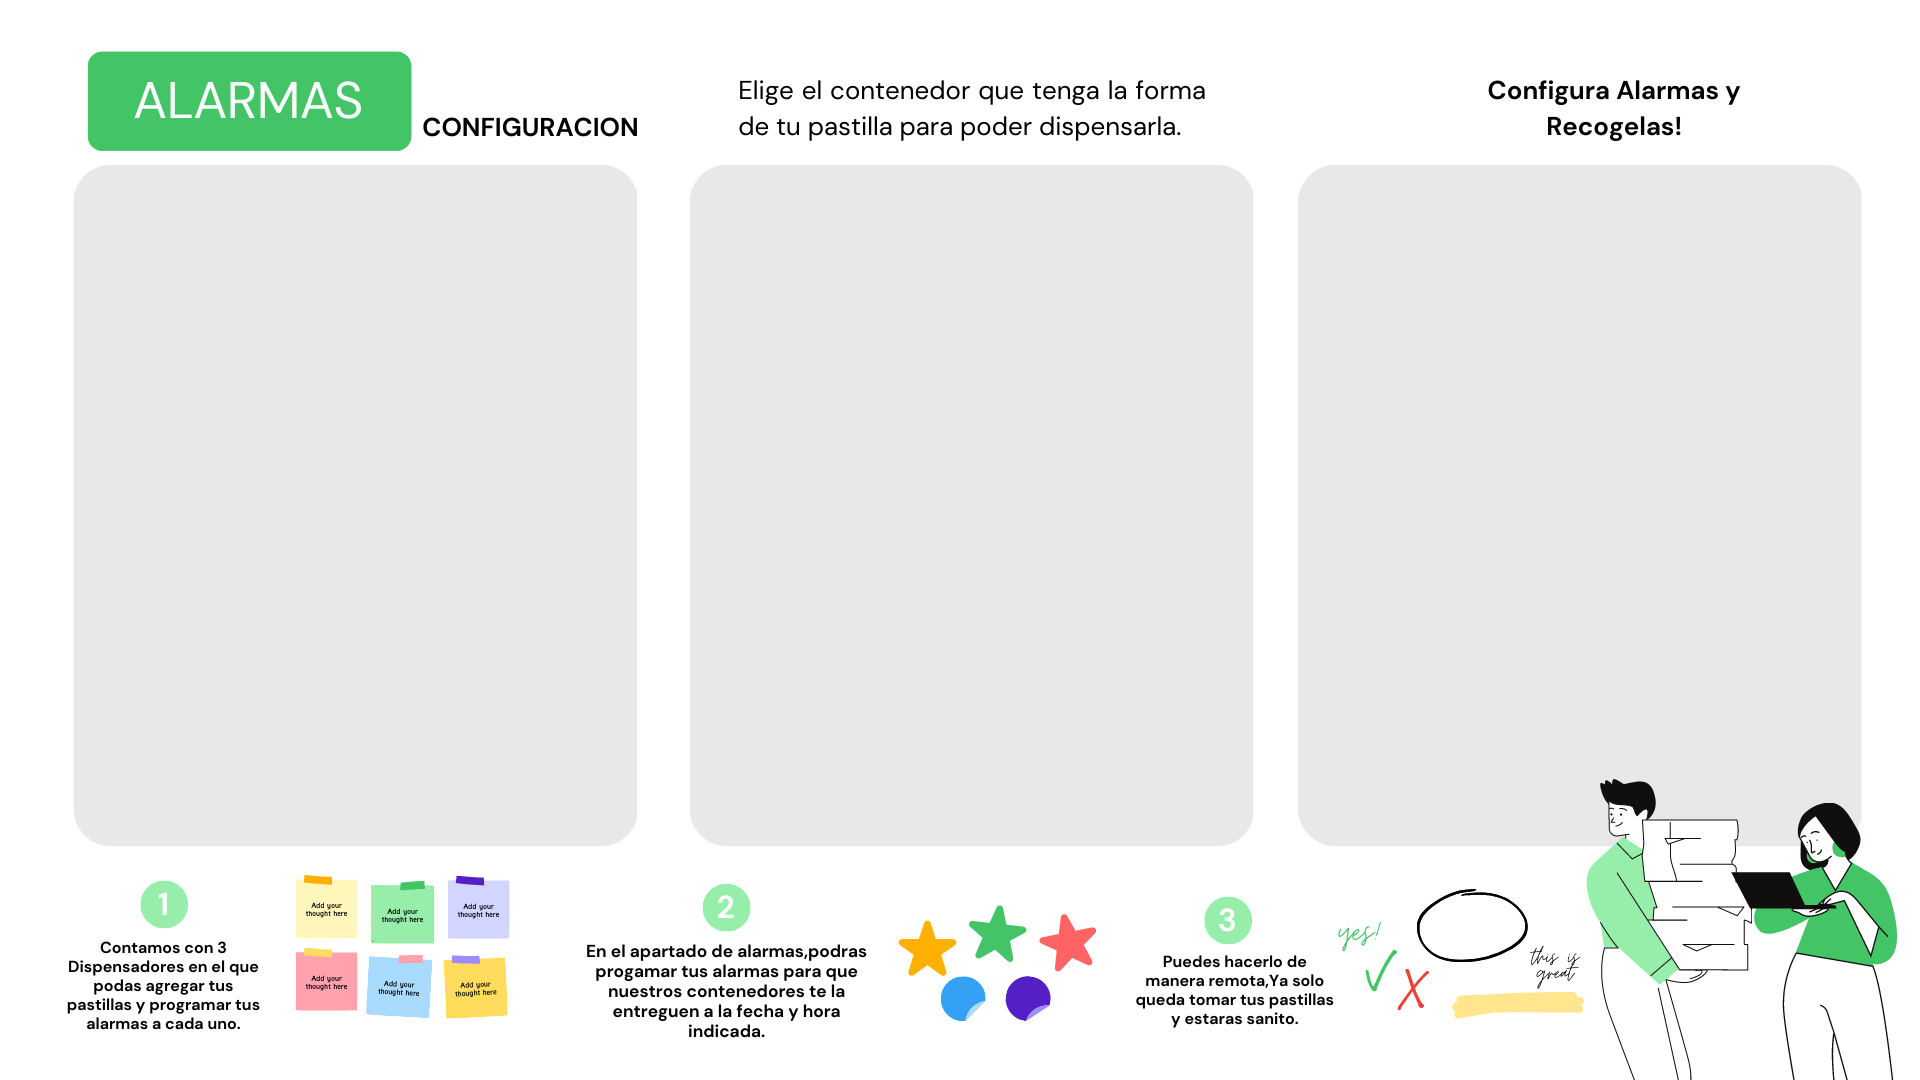 ALARMAS
CONFIGURACION
Elige el contenedor que tenga la forma
de tu pastilla para poder dispensarla.
Configura Alarmas y
Recogelas!
1
Contamos con 3
Dispensadores en el que
podas agregar tus
pastillas y programar tus
alarmas a cada uno.
Add your
thought here
Add your
thought here
Add your
thought here
Add your
thought here
Add your
thought here
Add your
thought here
2
En el apartado de alarmas,podras
progamar tus alarmas para que
nuestros contenedores te la
entreguen a la fecha y hora
indicada.
3
Puedes hacerlo de
manera remota,Ya solo
queda tomar tus pastillas
y estaras sanito.
yes!
this is
great